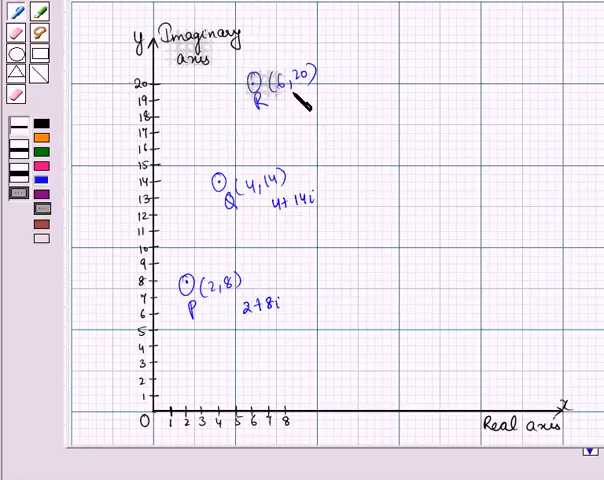 y Imaginary
axis
20 (6,20)
19 R
18
17
16
15
14 (4,14)
13 Q 4+14i
12
11
10
9
8 (2,8)
7 P 2+8i
6
5
4
3
2
1
x
0 1 2 3 4 5 6 7 8 Real axis